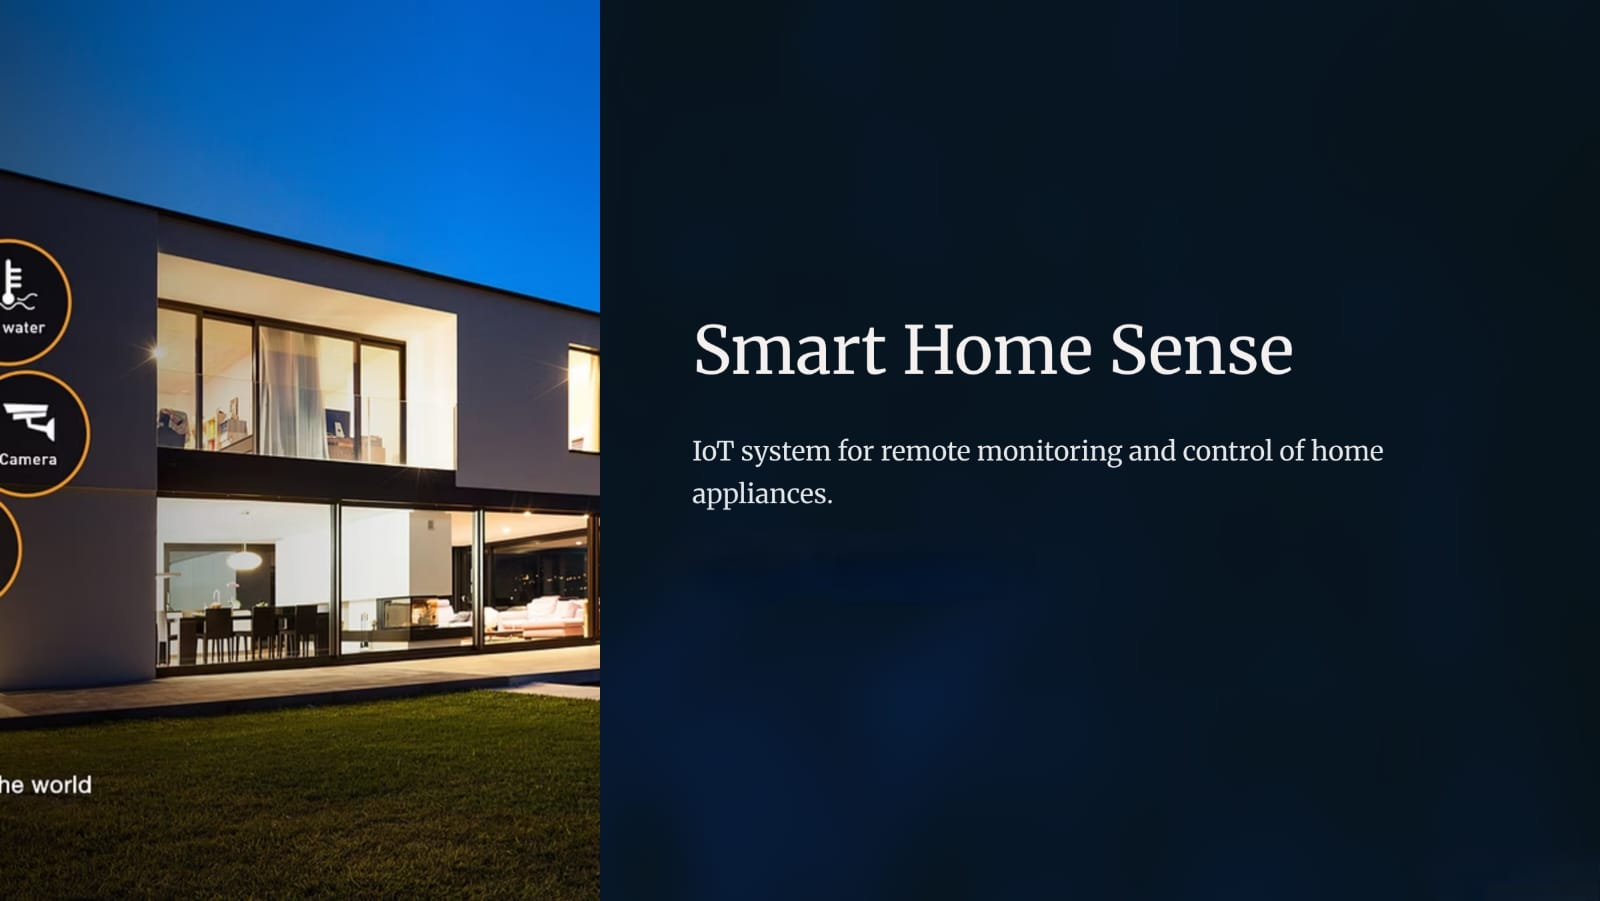 water
Camera
he world
Smart Home Sense
IoT system for remote monitoring and control of home
appliances.